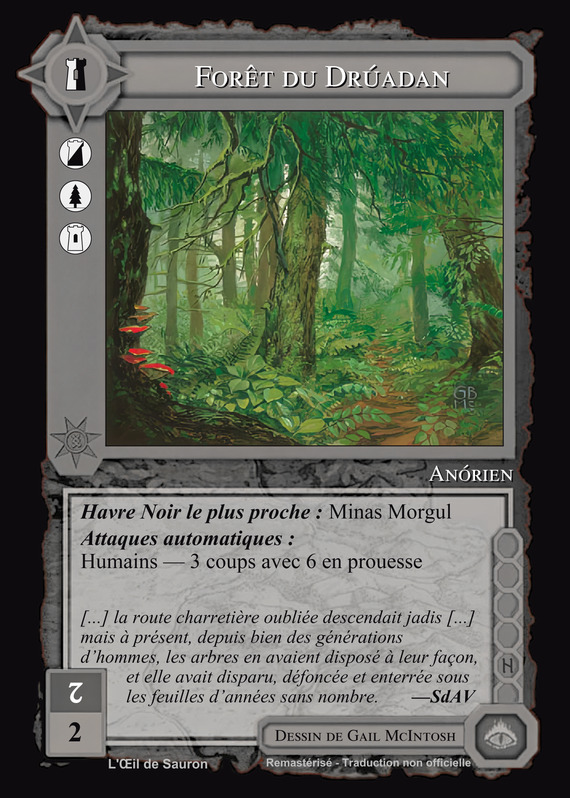 Forêt du Drúadan
GB
Mc
Anórien
Havre Noir le plus proche : Minas Morgul
Attaques automatiques :
Humains — 3 coups avec 6 en prouesse
[...] la route charretière oubliée descendait jadis [...]
mais à présent, depuis bien des générations
d’hommes, les arbres en avaient disposé à leur façon,
et elle avait disparu, défoncée et enterrée sous
les feuilles d’années sans nombre. —SdAV
2
2
Dessin de Gail McIntosh
L'Œil de Sauron
Remastérisé - Traduction non officielle